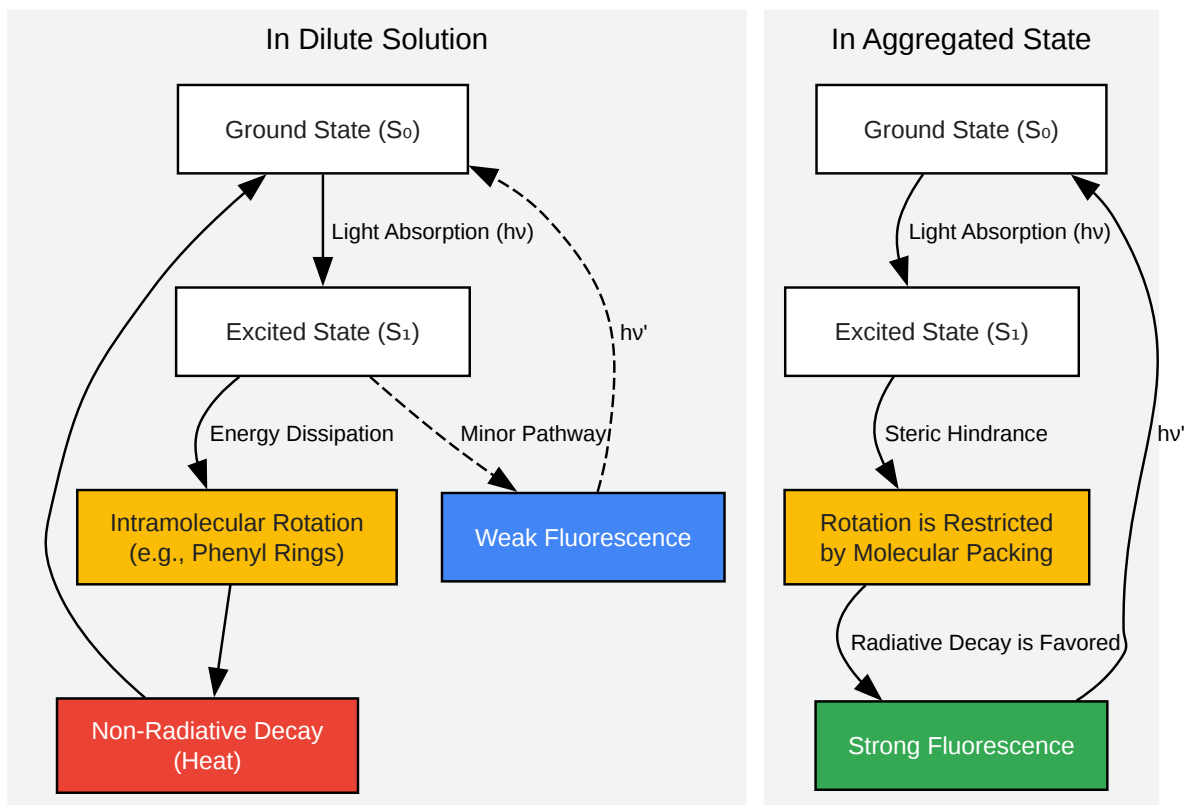 In Dilute Solution
Ground State (S₀)
Light Absorption (hν)
Excited State (S₁)
hν'
Energy Dissipation
Minor Pathway
Intramolecular Rotation
(e.g., Phenyl Rings)
Weak Fluorescence
Non-Radiative Decay
(Heat)
In Aggregated State
Ground State (S₀)
Light Absorption (hν)
Excited State (S₁)
Steric Hindrance
hν'
Rotation is Restricted
by Molecular Packing
Radiative Decay is Favored
Strong Fluorescence